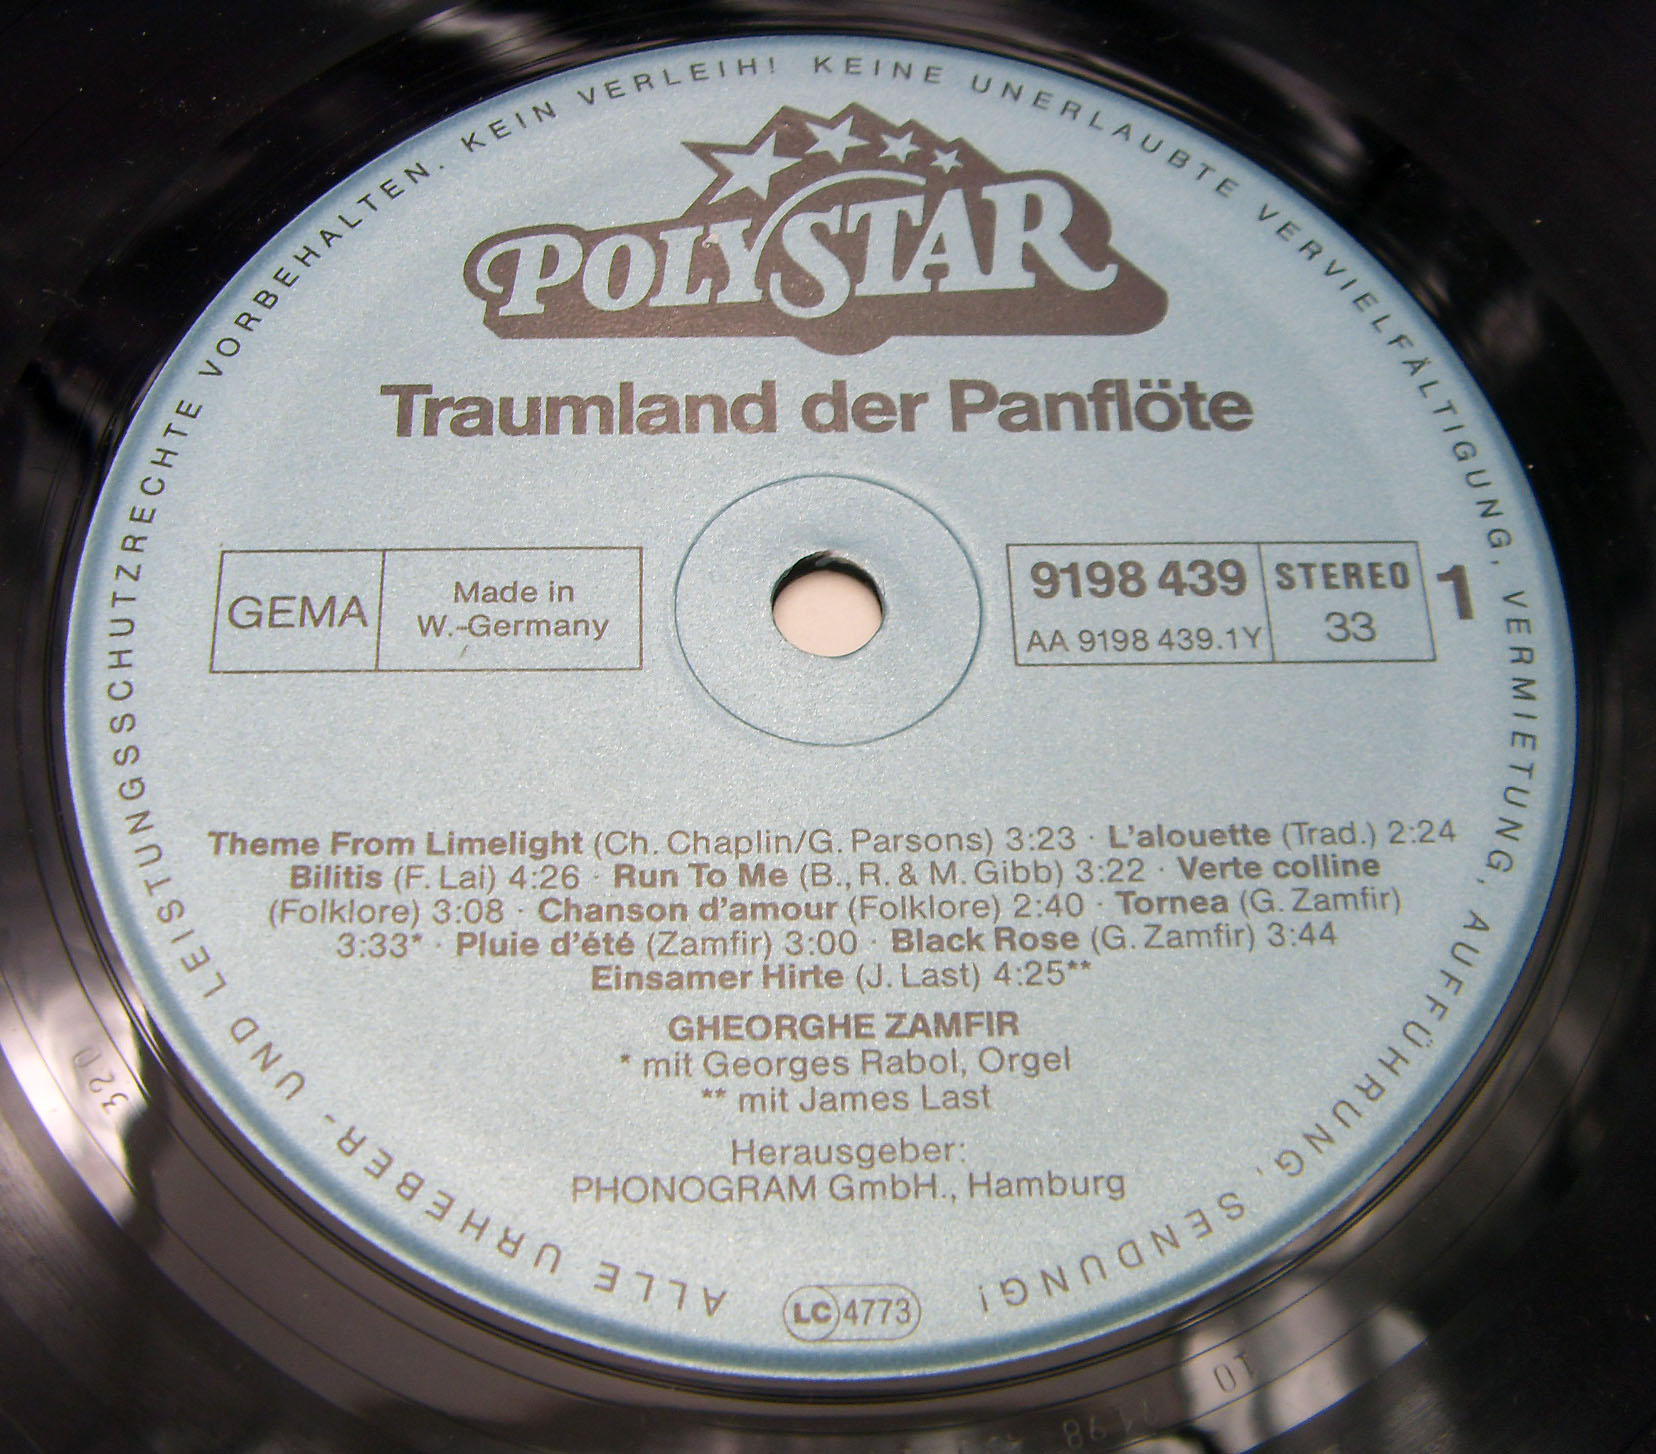 ALLE URHEBER- UND LEISTUNGSSCHUTZRECHTE VORBEHALTEN. KEIN VERLEIH! KEINE UNERLAUBTE VERVIELFÄLTIGUNG, VERMIETUNG, AUFFÜHRUNG, SENDUNG!
POLYSTAR
Traumland der Panflöte
GEMA
Made in
W.-Germany
9198 439
AA 9198 439.1Y
STEREO
33
1
Theme From Limelight (Ch. Chaplin/G. Parsons) 3:23 · L'alouette (Trad.) 2:24
Bilitis (F. Lai) 4:26 · Run To Me (B., R. & M. Gibb) 3:22 · Verte colline
(Folklore) 3:08 · Chanson d'amour (Folklore) 2:40 · Tornea (G. Zamfir)
3:33* · Pluie d'été (Zamfir) 3:00 · Black Rose (G. Zamfir) 3:44
Einsamer Hirte (J. Last) 4:25**
GHEORGHE ZAMFIR
* mit Georges Rabol, Orgel
** mit James Last
Herausgeber:
PHONOGRAM GmbH., Hamburg
LC 4773
320
10